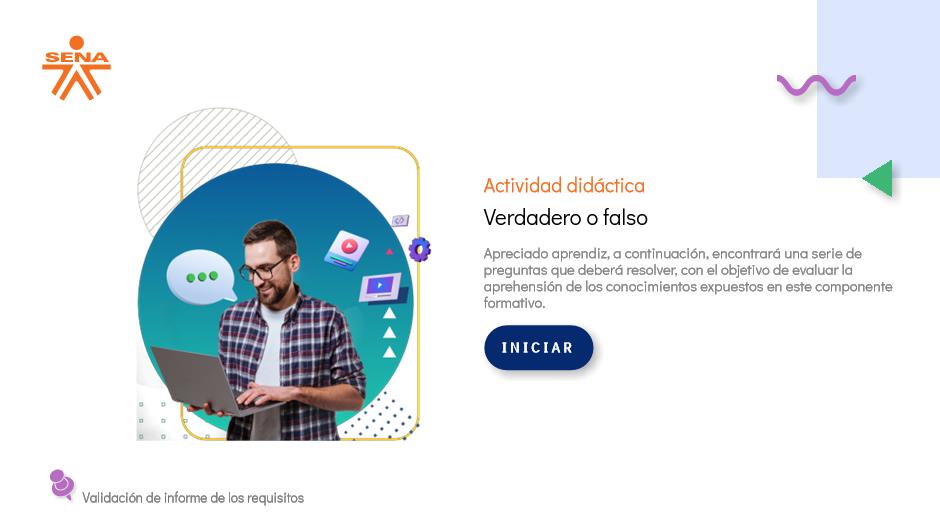 SENA
Actividad didáctica
Verdadero o falso
Apreciado aprendiz, a continuación, encontrará una serie de
preguntas que deberá resolver, con el objetivo de evaluar la
aprehensión de los conocimientos expuestos en este componente
formativo.
INICIAR
Validación de informe de los requisitos